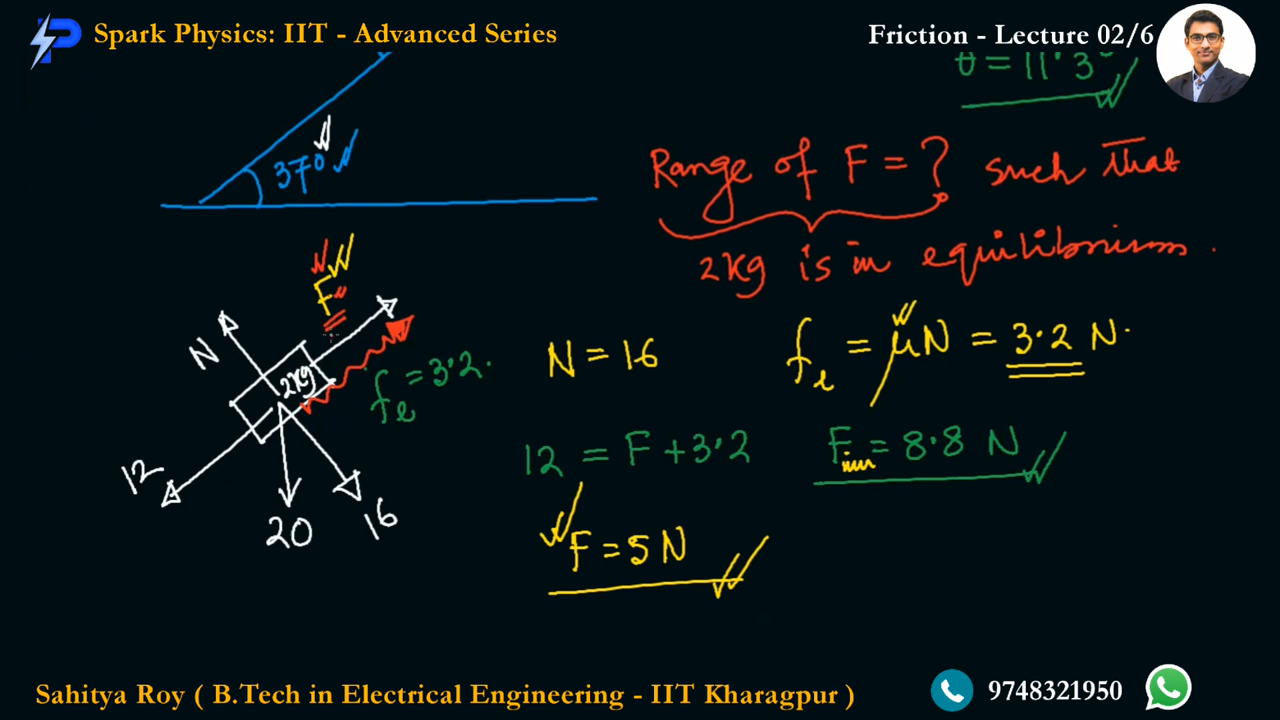 Spark Physics: IIT - Advanced Series
Friction - Lecture 02/6
θ = 11.3°
37°
Range of F = ? such that
2kg is in equilibrium.
F
N
2kg
fl = 3.2.
12
20
16
N = 16
fl = μN = 3.2 N.
12 = F + 3.2
Fmin = 8.8 N
F = 5 N
Sahitya Roy ( B.Tech in Electrical Engineering - IIT Kharagpur )
9748321950